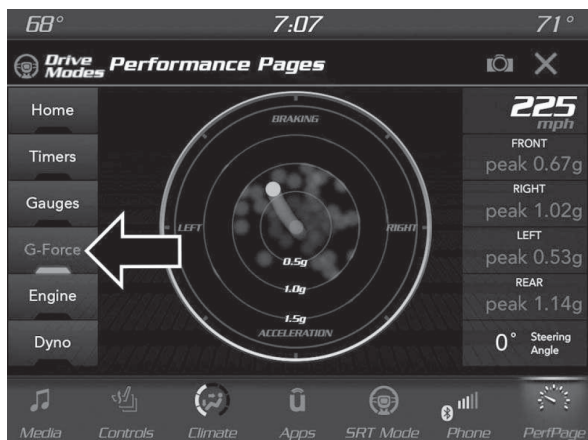 68°
7:07
71°
Drive
Modes
Performance Pages
Home
Timers
Gauges
G-Force
Engine
Dyno
BRAKING
LEFT
RIGHT
0.5g
1.0g
1.5g
ACCELERATION
225
mph
FRONT
peak 0.67g
RIGHT
peak 1.02g
LEFT
peak 0.53g
REAR
peak 1.14g
0° Steering
Angle
Media
Controls
Climate
Apps
SRT Mode
Phone
PerfPage